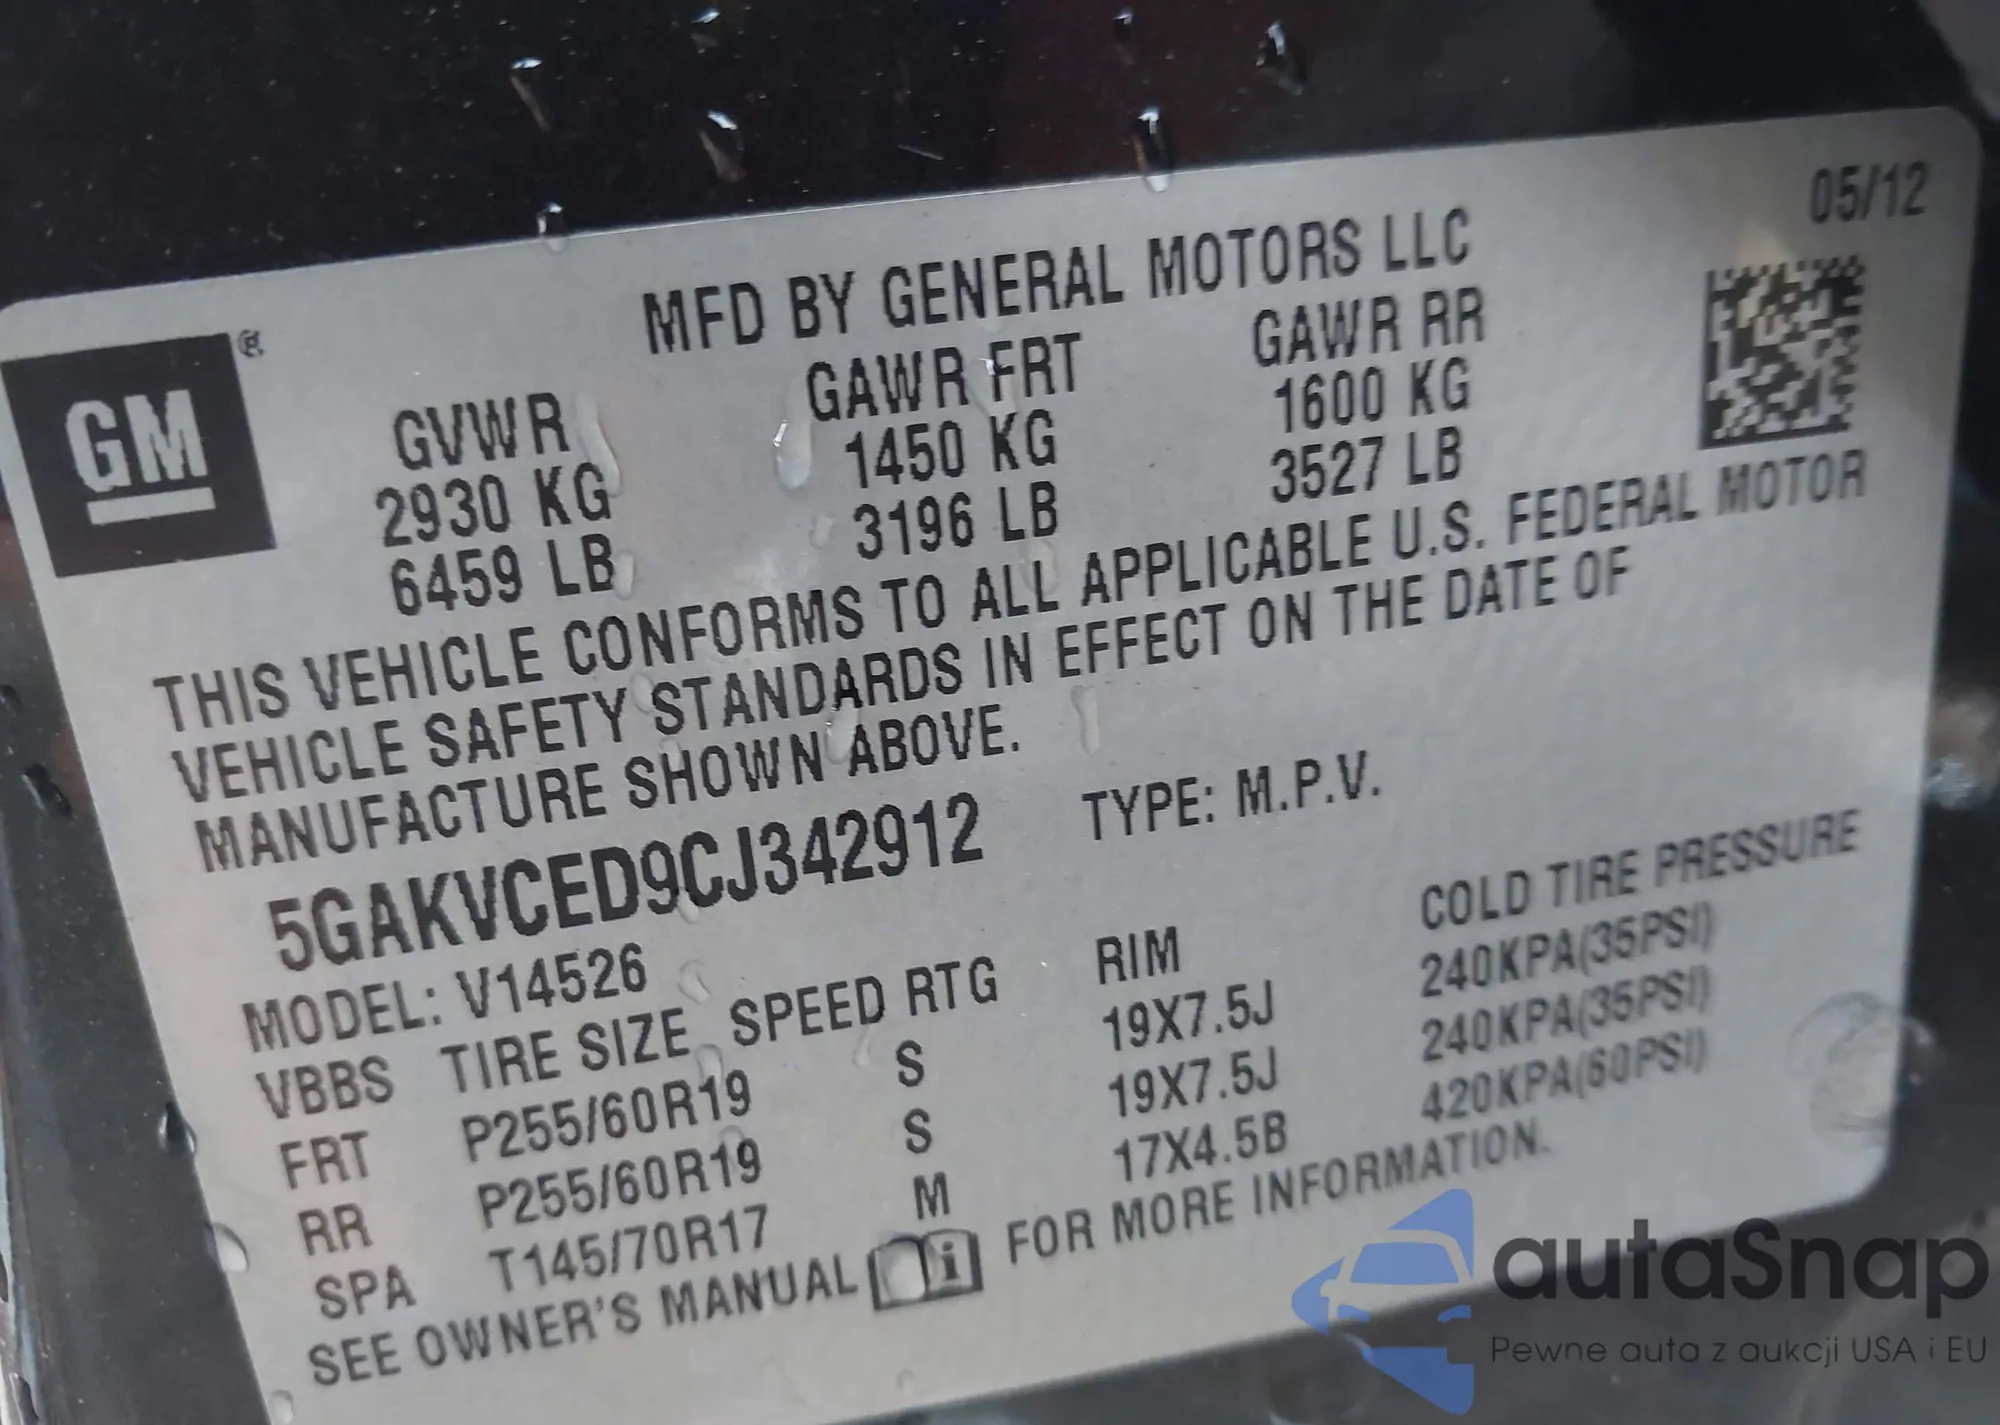 05/12
MFD BY GENERAL MOTORS LLC
GM ®
GVWR GAWR FRT GAWR RR
2930 KG 1450 KG 1600 KG
6459 LB 3196 LB 3527 LB
THIS VEHICLE CONFORMS TO ALL APPLICABLE U.S. FEDERAL MOTOR
VEHICLE SAFETY STANDARDS IN EFFECT ON THE DATE OF
MANUFACTURE SHOWN ABOVE.
5GAKVCED9CJ342912 TYPE: M.P.V.
MODEL: V14526
VBBS TIRE SIZE SPEED RTG RIM COLD TIRE PRESSURE
FRT P255/60R19 S 19X7.5J 240KPA(35PSI)
RR P255/60R19 S 19X7.5J 240KPA(35PSI)
SPA T145/70R17 M 17X4.5B 420KPA(60PSI)
SEE OWNER'S MANUAL i FOR MORE INFORMATION.
autaSnap
Pewne auta z aukcji USA i EU